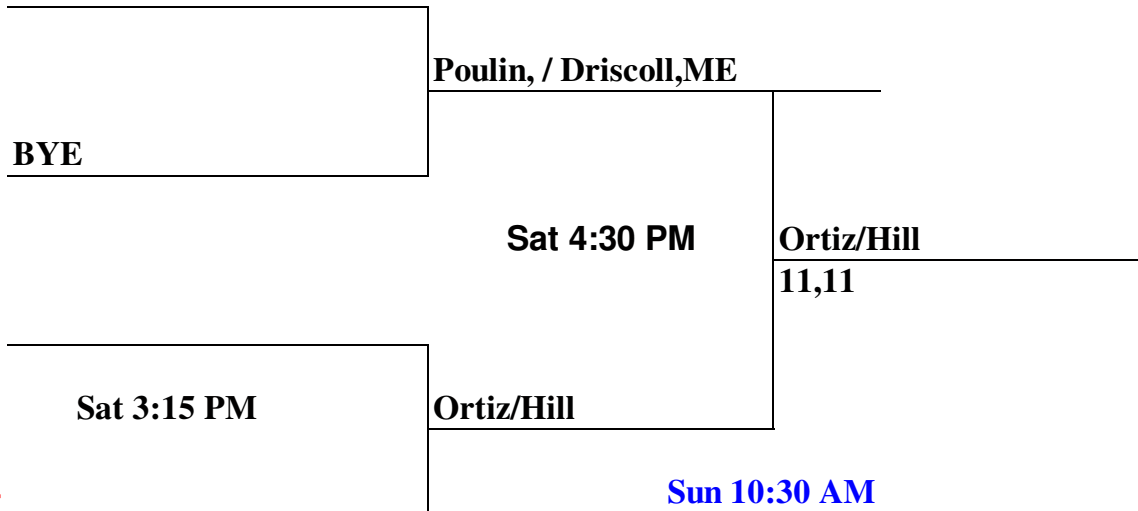 Poulin, / Driscoll,ME
BYE
Sat 4:30 PM
Ortiz/Hill
11,11
Sat 3:15 PM
Ortiz/Hill
Sun 10:30 AM